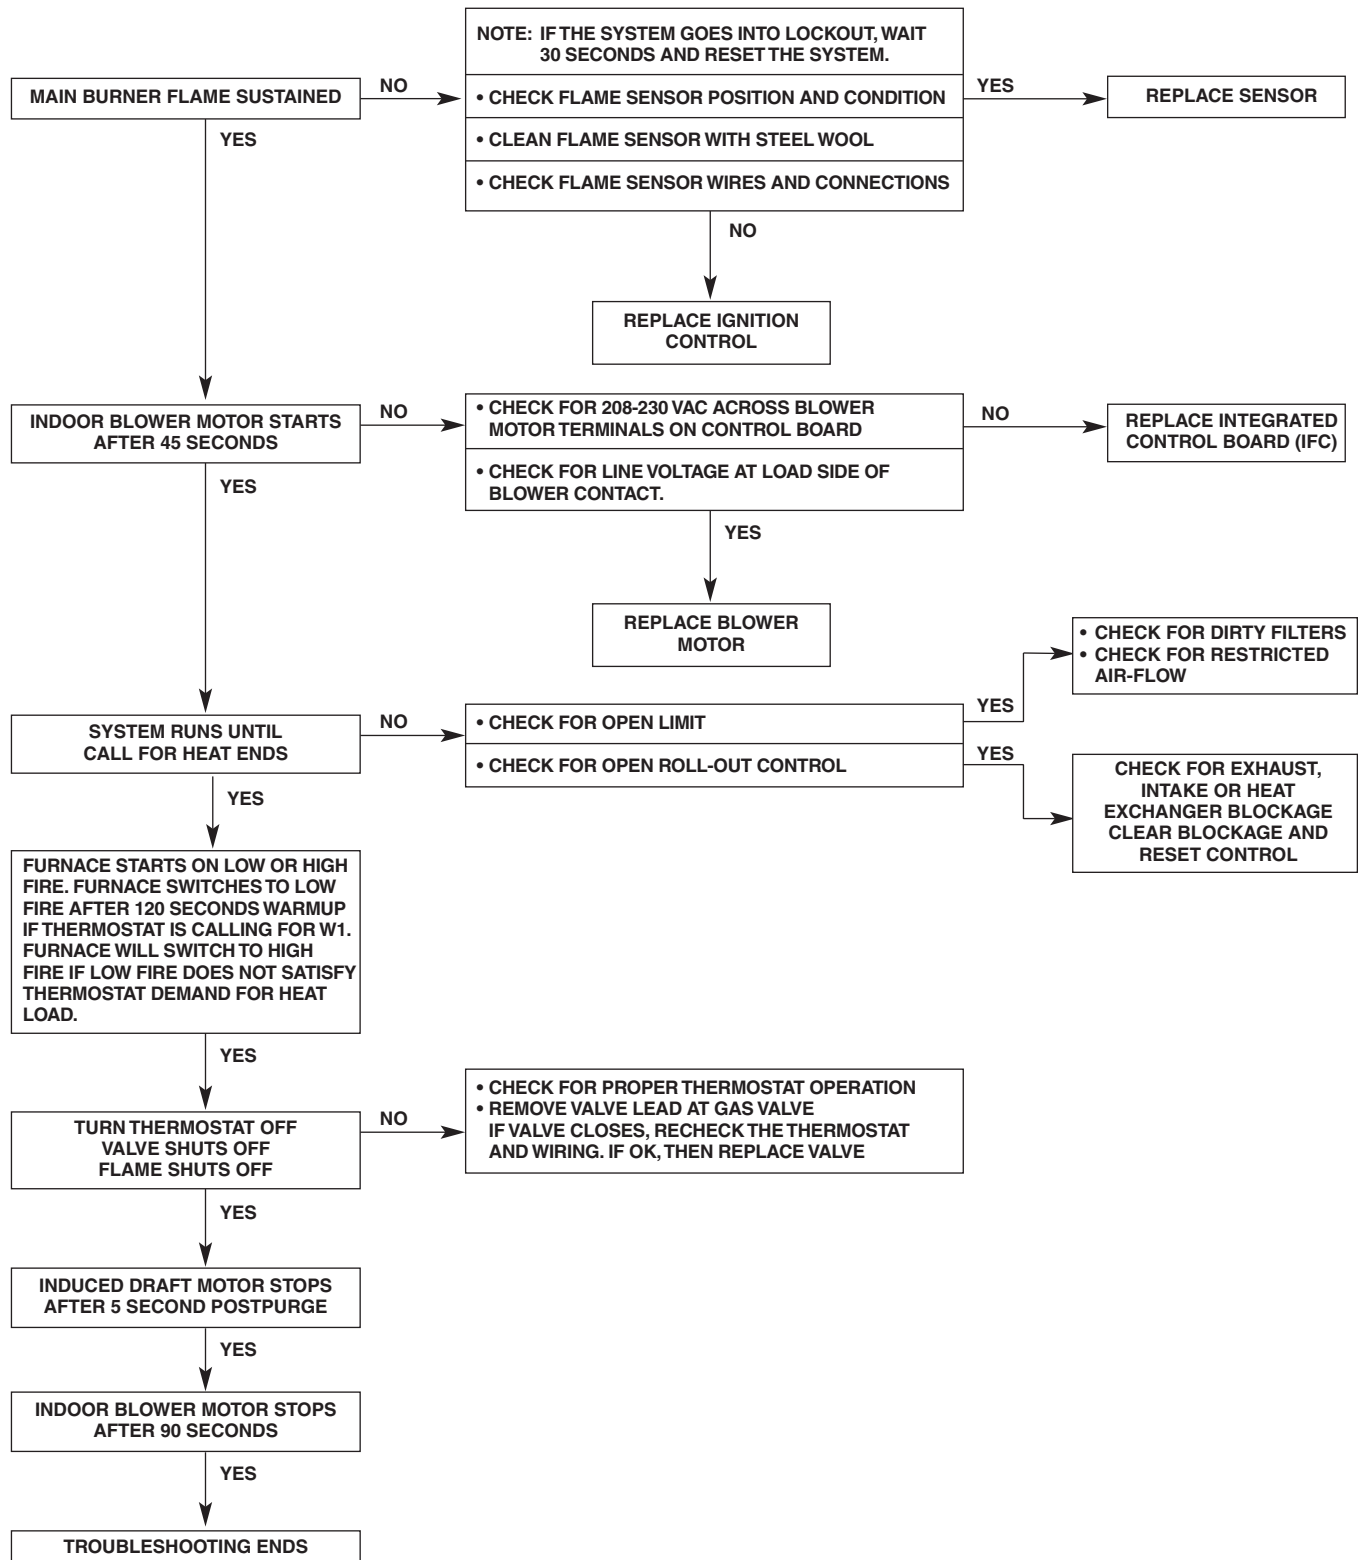 NOTE: IF THE SYSTEM GOES INTO LOCKOUT, WAIT
30 SECONDS AND RESET THE SYSTEM.
MAIN BURNER FLAME SUSTAINED
NO
• CHECK FLAME SENSOR POSITION AND CONDITION
YES
REPLACE SENSOR
YES
• CLEAN FLAME SENSOR WITH STEEL WOOL
• CHECK FLAME SENSOR WIRES AND CONNECTIONS
NO
REPLACE IGNITION
CONTROL
INDOOR BLOWER MOTOR STARTS
AFTER 45 SECONDS
NO
• CHECK FOR 208-230 VAC ACROSS BLOWER
MOTOR TERMINALS ON CONTROL BOARD
NO
REPLACE INTEGRATED
CONTROL BOARD (IFC)
YES
• CHECK FOR LINE VOLTAGE AT LOAD SIDE OF
BLOWER CONTACT.
YES
REPLACE BLOWER
MOTOR
• CHECK FOR DIRTY FILTERS
• CHECK FOR RESTRICTED
AIR-FLOW
SYSTEM RUNS UNTIL
CALL FOR HEAT ENDS
NO
• CHECK FOR OPEN LIMIT
YES
• CHECK FOR OPEN ROLL-OUT CONTROL
YES
CHECK FOR EXHAUST,
INTAKE OR HEAT
EXCHANGER BLOCKAGE
CLEAR BLOCKAGE AND
RESET CONTROL
YES
FURNACE STARTS ON LOW OR HIGH
FIRE. FURNACE SWITCHES TO LOW
FIRE AFTER 120 SECONDS WARMUP
IF THERMOSTAT IS CALLING FOR W1.
FURNACE WILL SWITCH TO HIGH
FIRE IF LOW FIRE DOES NOT SATISFY
THERMOSTAT DEMAND FOR HEAT
LOAD.
YES
TURN THERMOSTAT OFF
VALVE SHUTS OFF
FLAME SHUTS OFF
NO
• CHECK FOR PROPER THERMOSTAT OPERATION
• REMOVE VALVE LEAD AT GAS VALVE
IF VALVE CLOSES, RECHECK THE THERMOSTAT
AND WIRING. IF OK, THEN REPLACE VALVE
YES
INDUCED DRAFT MOTOR STOPS
AFTER 5 SECOND POSTPURGE
YES
INDOOR BLOWER MOTOR STOPS
AFTER 90 SECONDS
YES
TROUBLESHOOTING ENDS